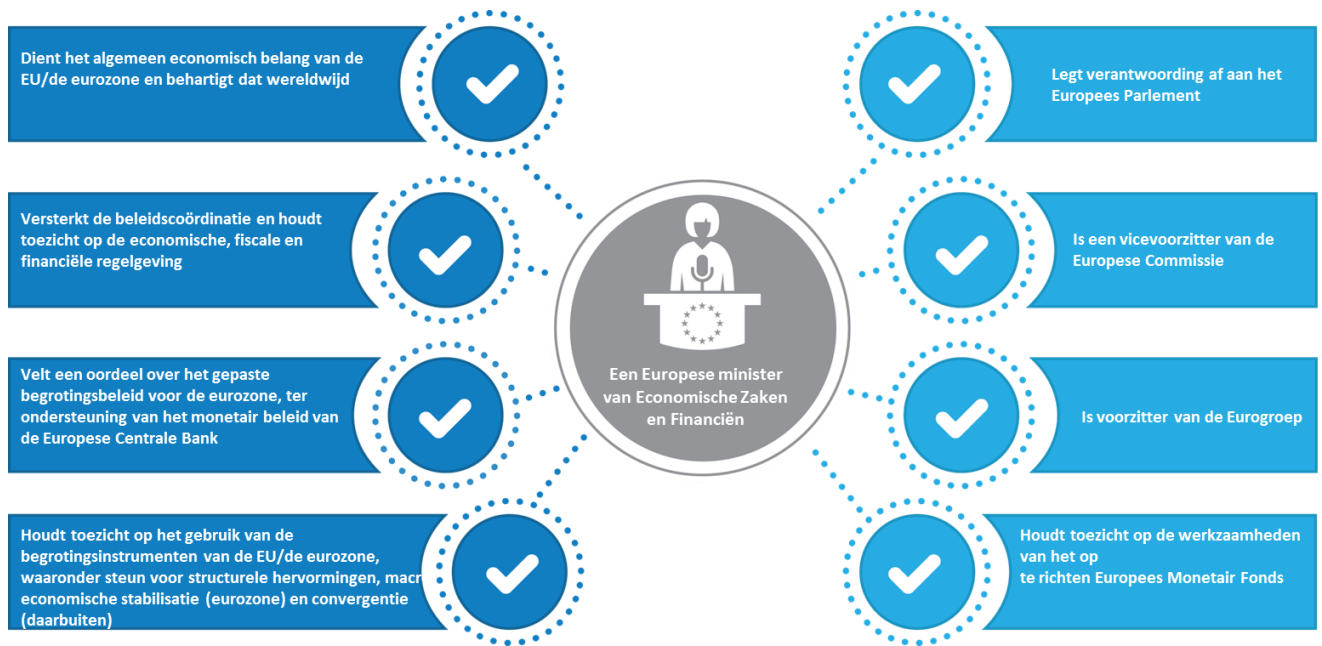 Dient het algemeen economisch belang van de
EU/de eurozone en behartigt dat wereldwijd
Versterkt de beleidscoördinatie en houdt
toezicht op de economische, fiscale en
financiële regelgeving
Velt een oordeel over het gepaste
begrotingsbeleid voor de eurozone, ter
ondersteuning van het monetair beleid van
de Europese Centrale Bank
Houdt toezicht op het gebruik van de
begrotingsinstrumenten van de EU/de eurozone,
waaronder steun voor structurele hervormingen, macr
economische stabilisatie (eurozone) en convergentie
(daarbuiten)
Een Europese minister
van Economische Zaken
en Financiën
Legt verantwoording af aan het
Europees Parlement
Is een vicevoorzitter van de
Europese Commissie
Is voorzitter van de Eurogroep
Houdt toezicht op de werkzaamheden
van het op
te richten Europees Monetair Fonds